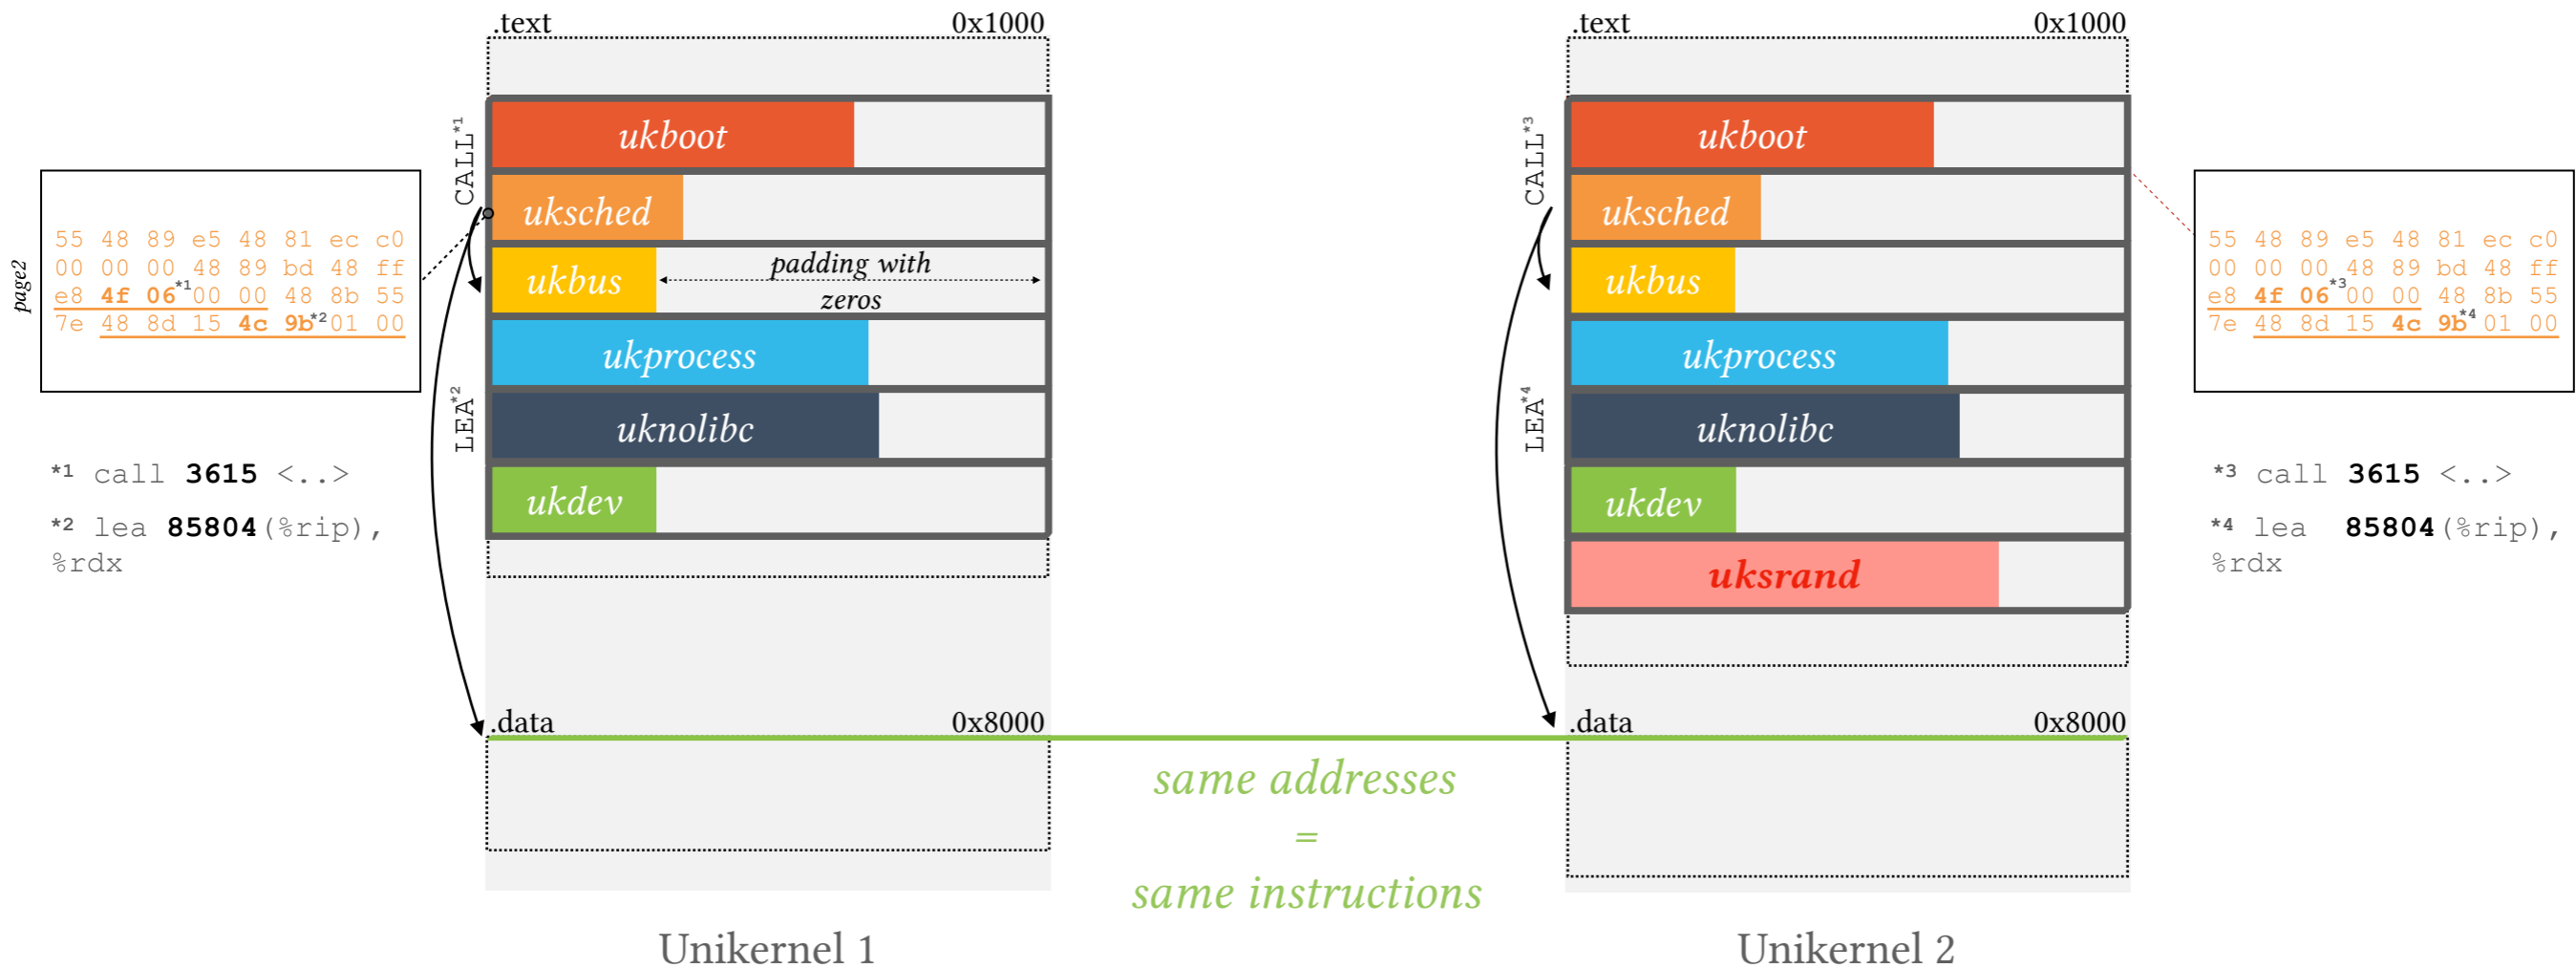 .text 0x1000
CALL*1
ukboot
uksched
ukbus
padding with
zeros
ukprocess
LEA*2
uknolibc
ukdev
.data 0x8000
Unikernel 1
page2
55 48 89 e5 48 81 ec c0
00 00 00 48 89 bd 48 ff
e8 4f 06*1 00 00 48 8b 55
7e 48 8d 15 4c 9b*2 01 00
*1 call 3615 <..>
*2 lea 85804(%rip),
%rdx
same addresses
=
same instructions
.text 0x1000
CALL*3
ukboot
uksched
ukbus
ukprocess
LEA*4
uknolibc
ukdev
uksrand
.data 0x8000
Unikernel 2
55 48 89 e5 48 81 ec c0
00 00 00 48 89 bd 48 ff
e8 4f 06*3 00 00 48 8b 55
7e 48 8d 15 4c 9b*4 01 00
*3 call 3615 <..>
*4 lea 85804(%rip),
%rdx